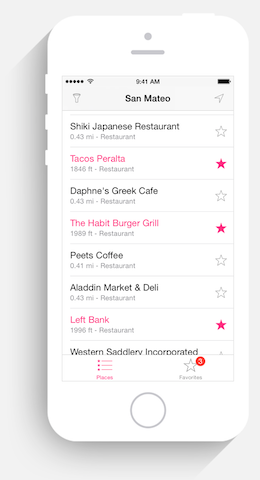 9:41 AM
San Mateo
Shiki Japanese Restaurant
0.43 mi - Restaurant
Tacos Peralta
1846 ft - Restaurant
Daphne's Greek Cafe
0.43 mi - Restaurant
The Habit Burger Grill
1989 ft - Restaurant
Peets Coffee
0.41 mi - Restaurant
Aladdin Market & Deli
0.43 mi - Restaurant
Left Bank
1996 ft - Restaurant
Western Saddlery Incorporated
3
Places
Favorites